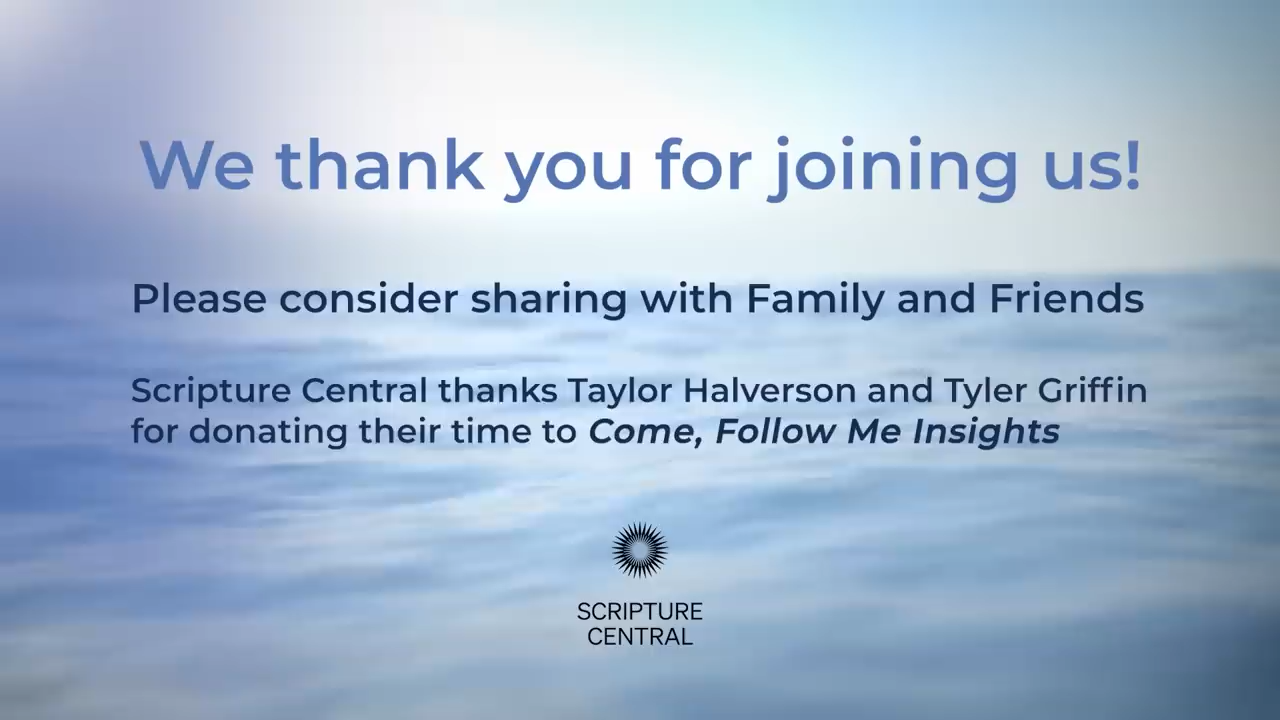 We thank you for joining us!
Please consider sharing with Family and Friends
Scripture Central thanks Taylor Halverson and Tyler Griffin
for donating their time to Come, Follow Me Insights
SCRIPTURE
CENTRAL